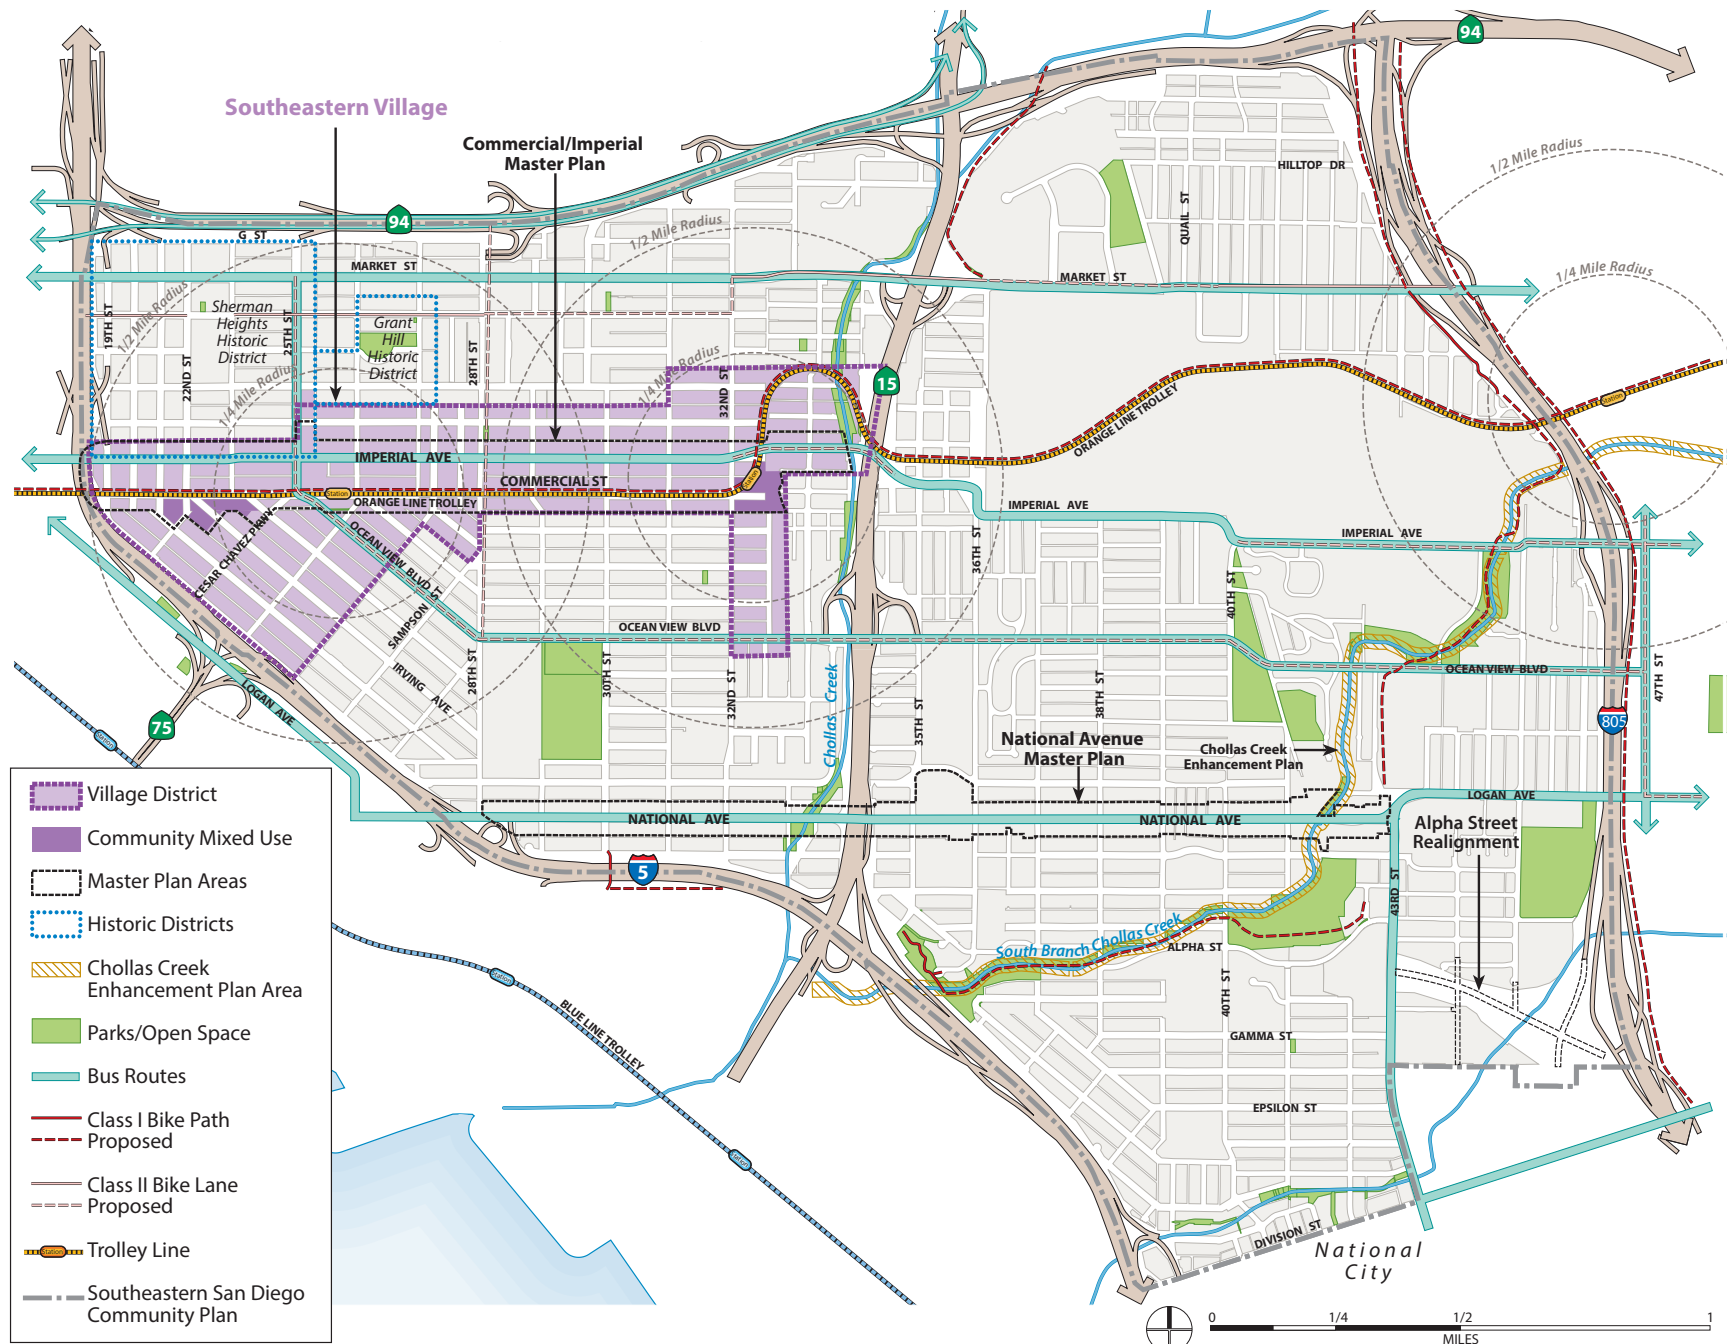 94
Southeastern Village
Commercial/Imperial
Master Plan
94
1/2 Mile Radius
HILLTOP DR
QUAIL ST
1/2 Mile Radius
G ST
MARKET ST
MARKET ST
1/4 Mile Radius
19TH ST
1/2 Mile Radius
Sherman
Heights
Historic
District
25TH ST
Grant
Hill
Historic
District
22ND ST
28TH ST
1/4 Mile Radius
1/4 Mile Radius
32ND ST
15
ORANGE LINE TROLLEY
Station
IMPERIAL AVE
COMMERCIAL ST
Station
Station
ORANGE LINE TROLLEY
IMPERIAL AVE
IMPERIAL AVE
CESAR CHAVEZ PKWY
OCEAN VIEW BLVD
36TH ST
40TH ST
SAMPSON ST
OCEAN VIEW BLVD
IRVING AVE
28TH ST
30TH ST
32ND ST
Chollas Creek
35TH ST
38TH ST
OCEAN VIEW BLVD
47TH ST
LOGAN AVE
75
Station
805
National Avenue
Master Plan
Chollas Creek
Enhancement Plan
LOGAN AVE
NATIONAL AVE
NATIONAL AVE
Alpha Street
Realignment
5
43RD ST
South Branch Chollas Creek
ALPHA ST
40TH ST
Station
BLUE LINE TROLLEY
GAMMA ST
EPSILON ST
Station
DIVISION ST
National
City
Village District
Community Mixed Use
Master Plan Areas
Historic Districts
Chollas Creek
Enhancement Plan Area
Parks/Open Space
Bus Routes
Class I Bike Path
Proposed
Class II Bike Lane
Proposed
Station
Trolley Line
Southeastern San Diego
Community Plan
0 1/4 1/2 1
MILES